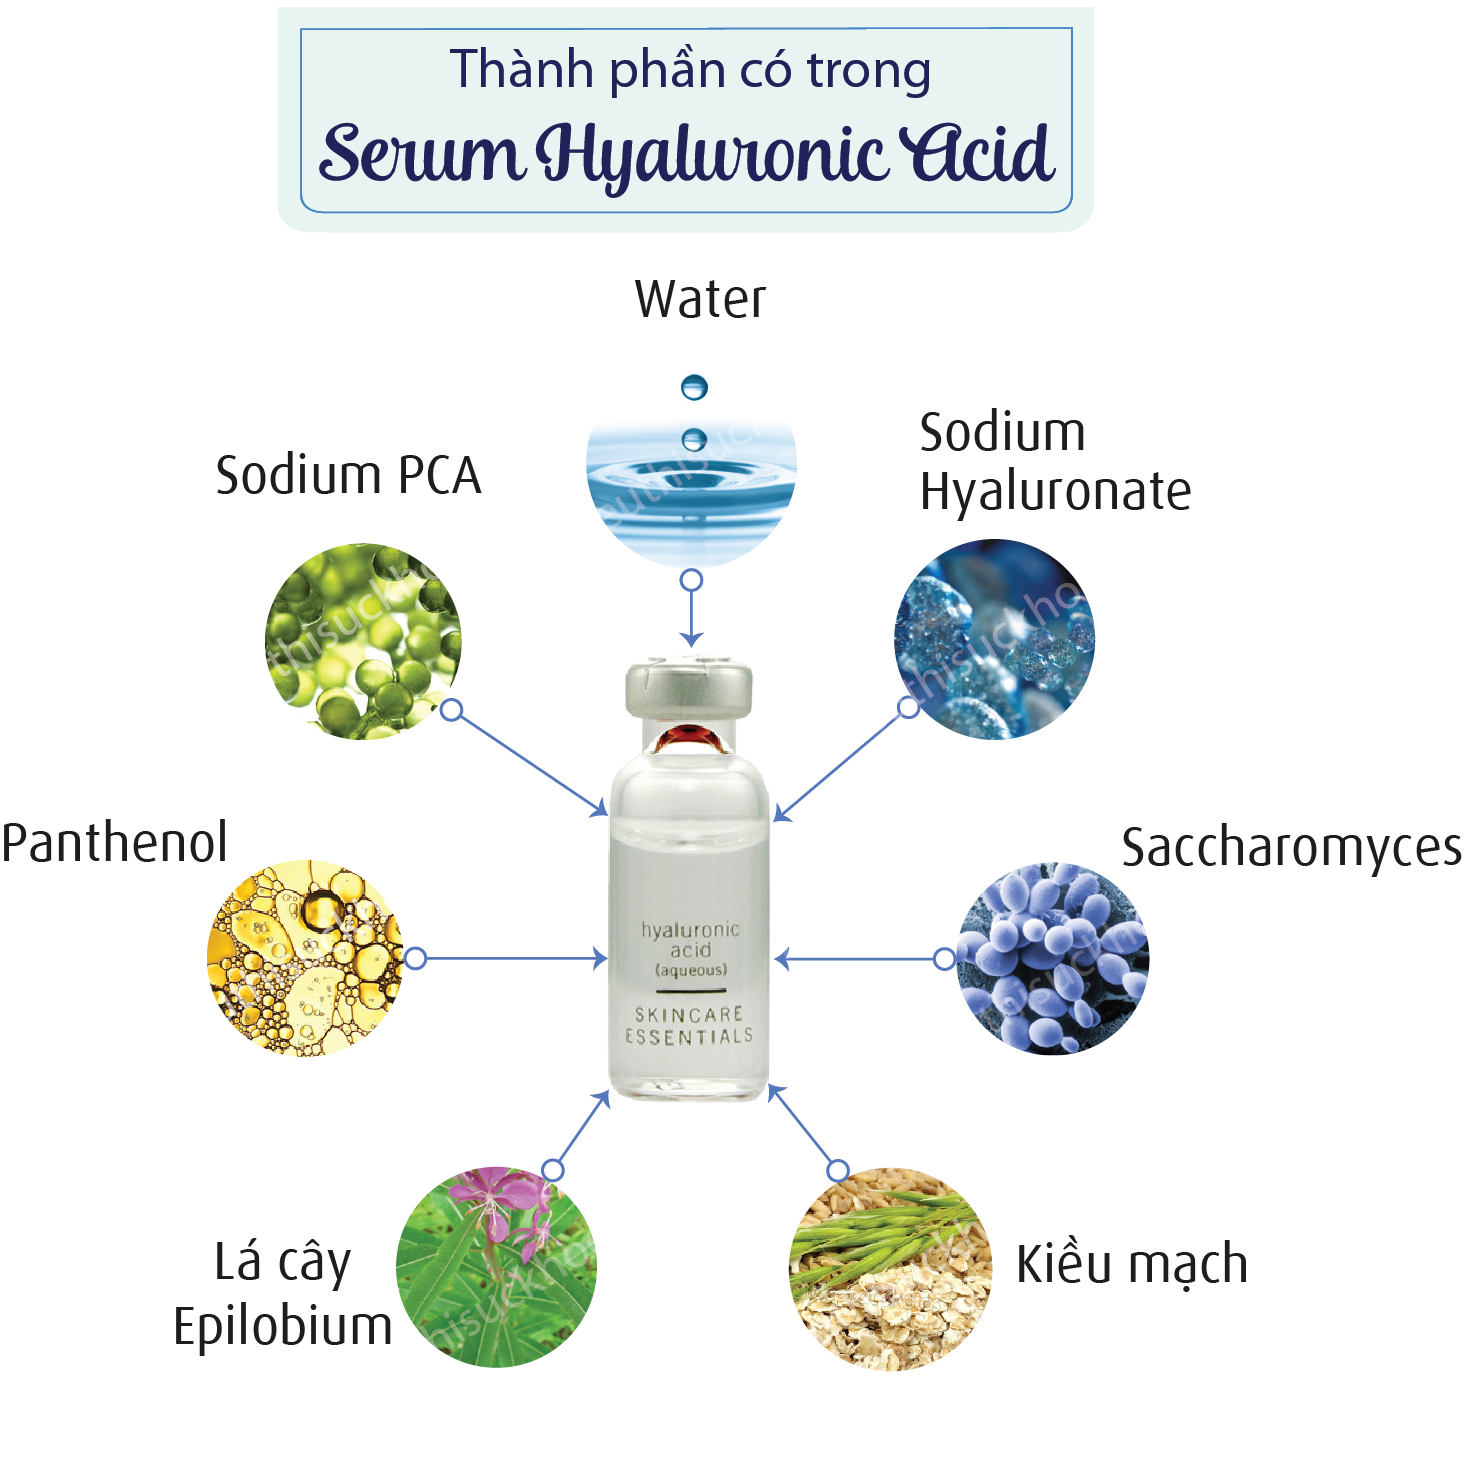 Thành phần có trong
Serum Hyaluronic Acid
Water
Sodium PCA
Sodium
Hyaluronate
Panthenol
Saccharomyces
hyaluronic
acid
(aqueous)
SKINCARE
ESSENTIALS
Lá cây
Epilobium
Kiều mạch